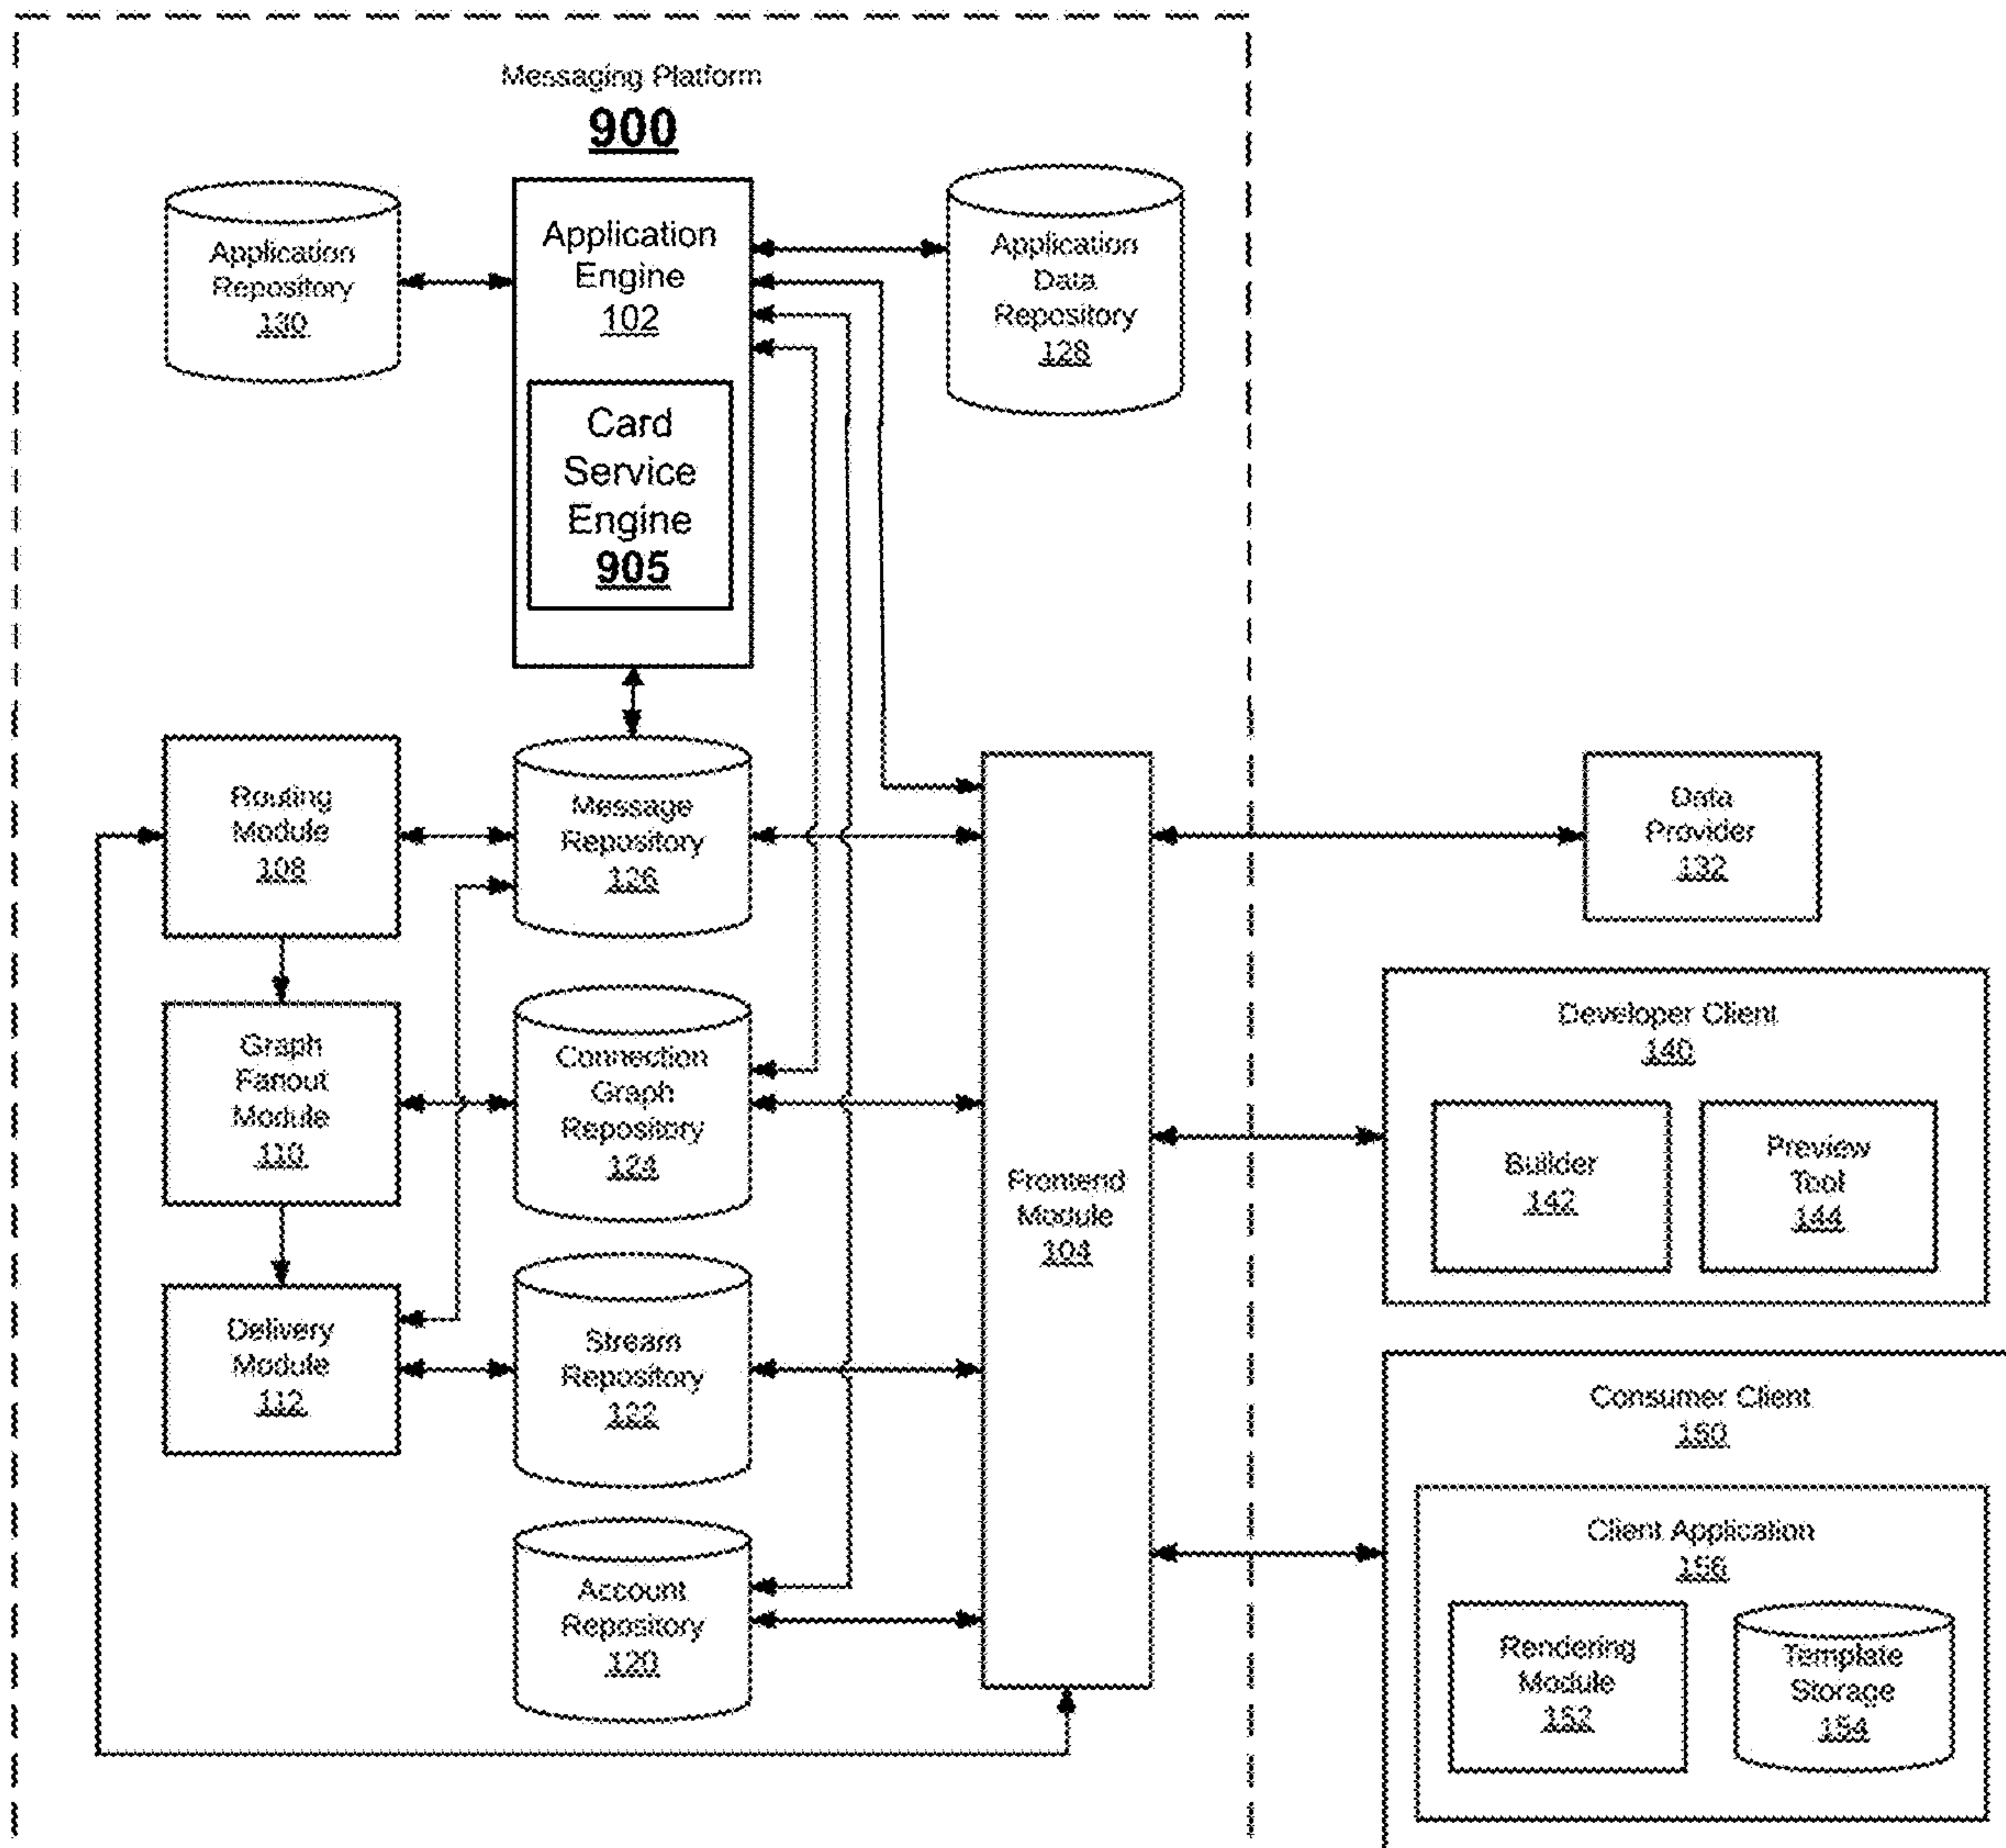 Messaging Platform
900
Application
Repository
130
Application
Engine
102
Card
Service
Engine
905
Application
Data
Repository
128
Routing
Module
108
Message
Repository
126
Data
Provider
132
Graph
Fanout
Module
110
Connection
Graph
Repository
124
Frontend
Module
104
Developer Client
140
Builder
142
Preview
Tool
144
Delivery
Module
112
Stream
Repository
122
Account
Repository
120
Consumer Client
150
Client Application
156
Rendering
Module
152
Template
Storage
154